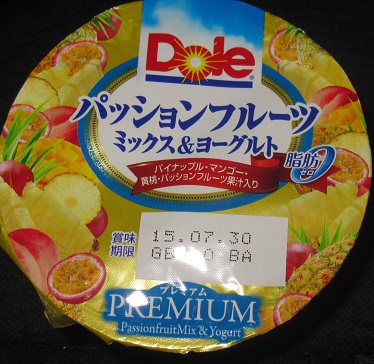 Dole
パッションフルーツ
ミックス&ヨーグルト
脂肪
ゼロ
0
パイナップル・マンゴー・
黄桃・パッションフルーツ果汁入り
賞味
期限
15.07.30
BA
プレミアム
PREMIUM
PassionfruitMix & Yogurt